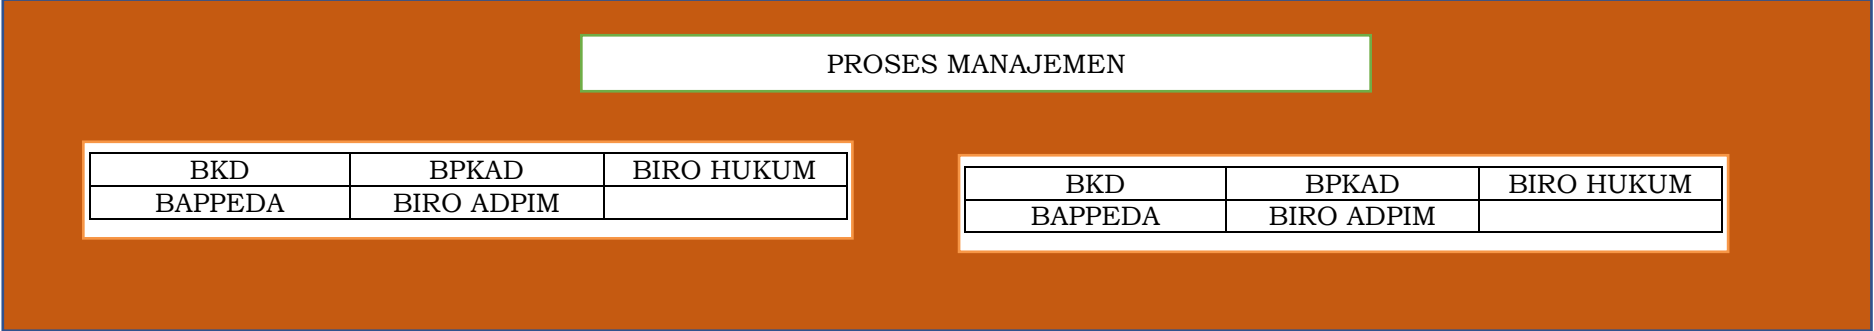 PROSES MANAJEMEN
BKD BPKAD BIRO HUKUM
BAPPEDA BIRO ADPIM
BKD BPKAD BIRO HUKUM
BAPPEDA BIRO ADPIM